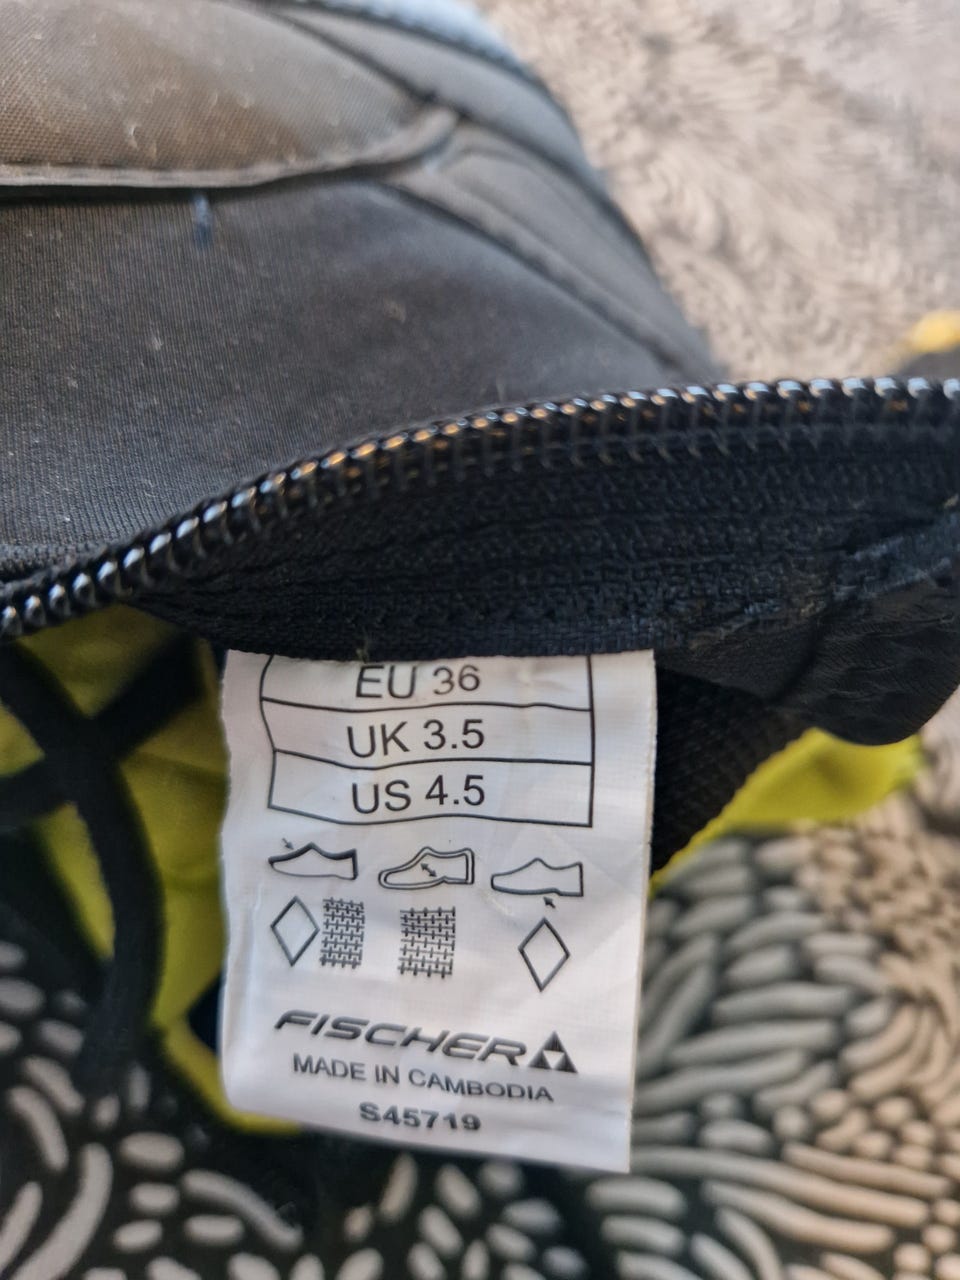 EU 36
UK 3.5
US 4.5
FISCHER
MADE IN CAMBODIA
S45719